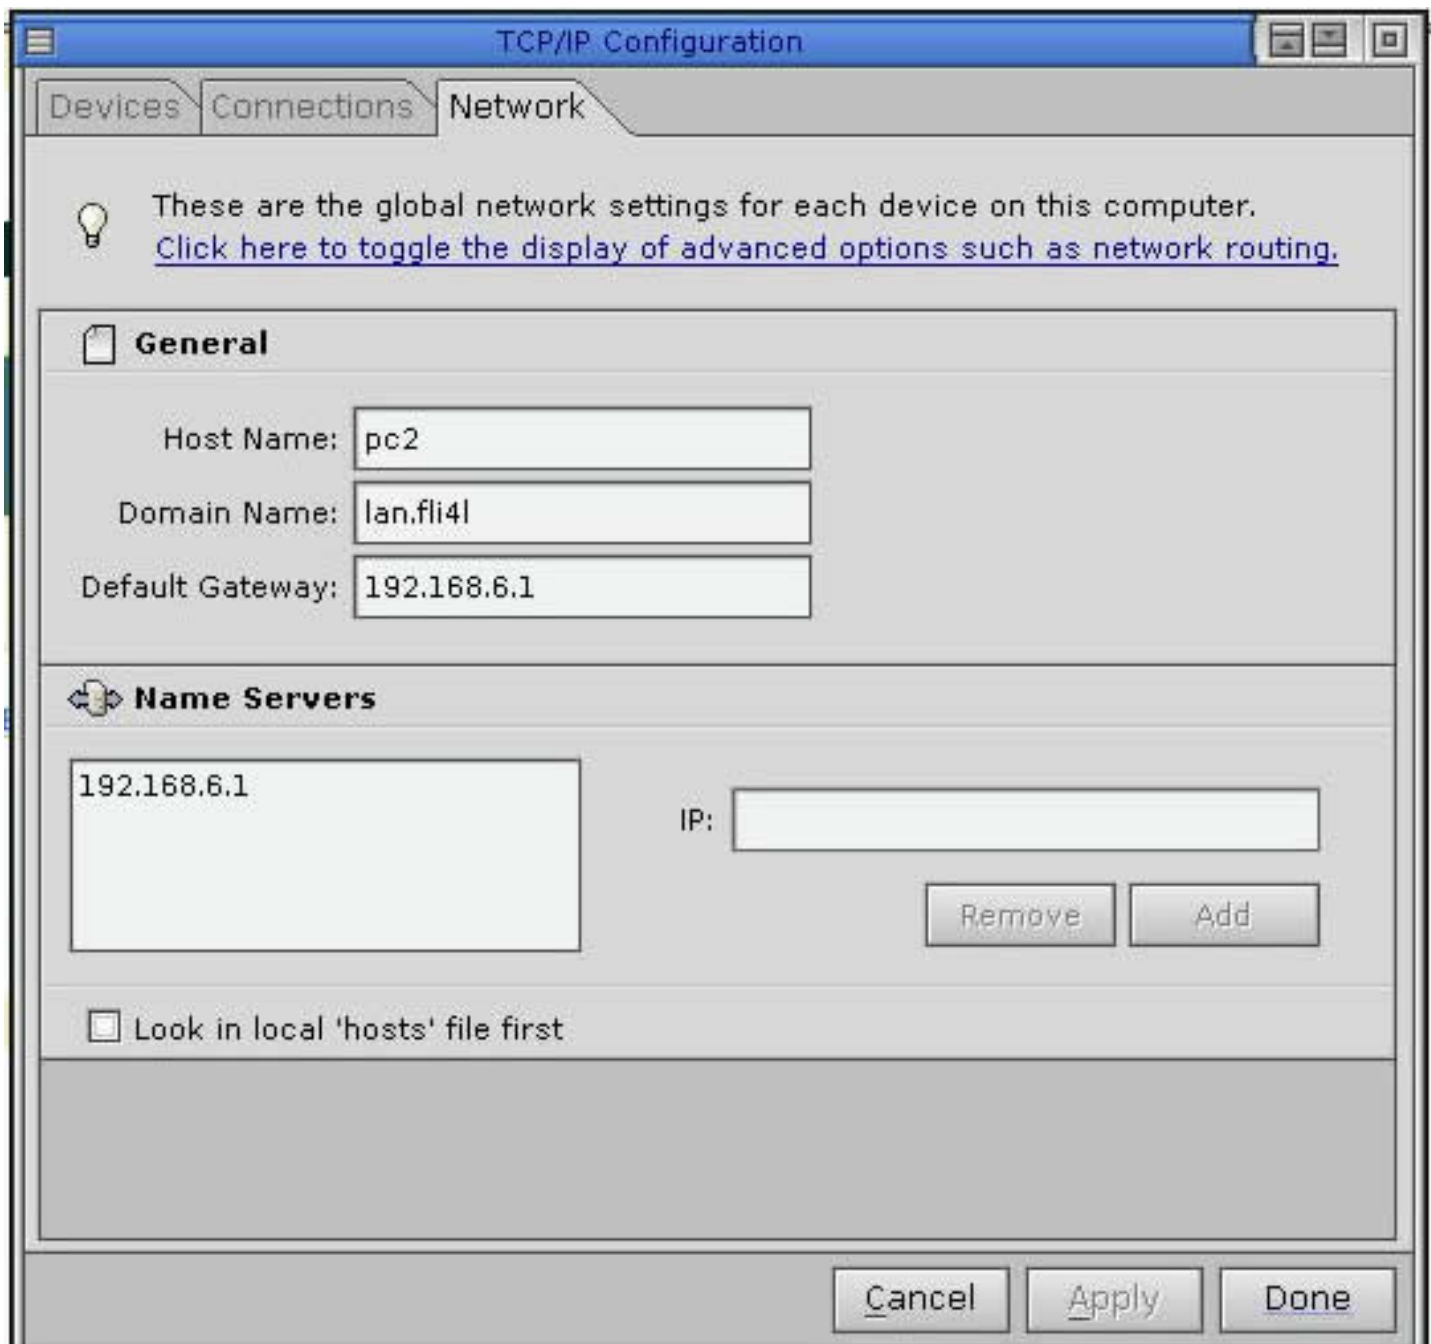 TCP/IP Configuration
Devices Connections Network
These are the global network settings for each device on this computer.
Click here to toggle the display of advanced options such as network routing.
General
Host Name: pc2
Domain Name: lan.fli4l
Default Gateway: 192.168.6.1
Name Servers
192.168.6.1
IP:
Remove Add
Look in local 'hosts' file first
Cancel Apply Done